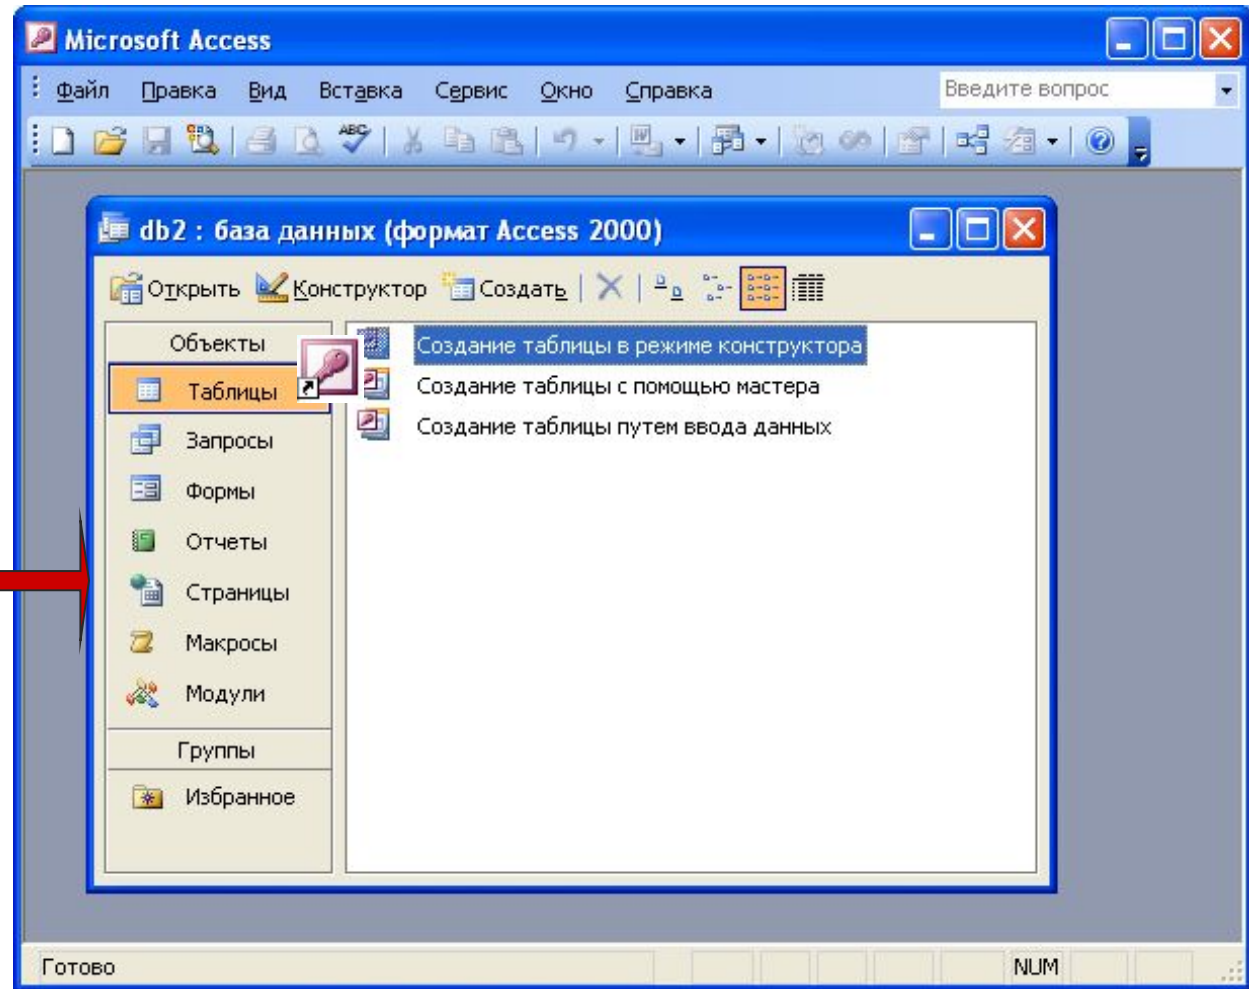 Microsoft Access
Файл Правка Вид Вставка Сервис Окно Справка Введите вопрос
ABC W
db2 : база данных (формат Access 2000)
Открыть Конструктор Создать
Объекты
Создание таблицы в режиме конструктора
Таблицы
Создание таблицы с помощью мастера
Запросы
Создание таблицы путем ввода данных
Формы
Отчеты
Страницы
Макросы
Модули
Группы
Избранное
Готово NUM